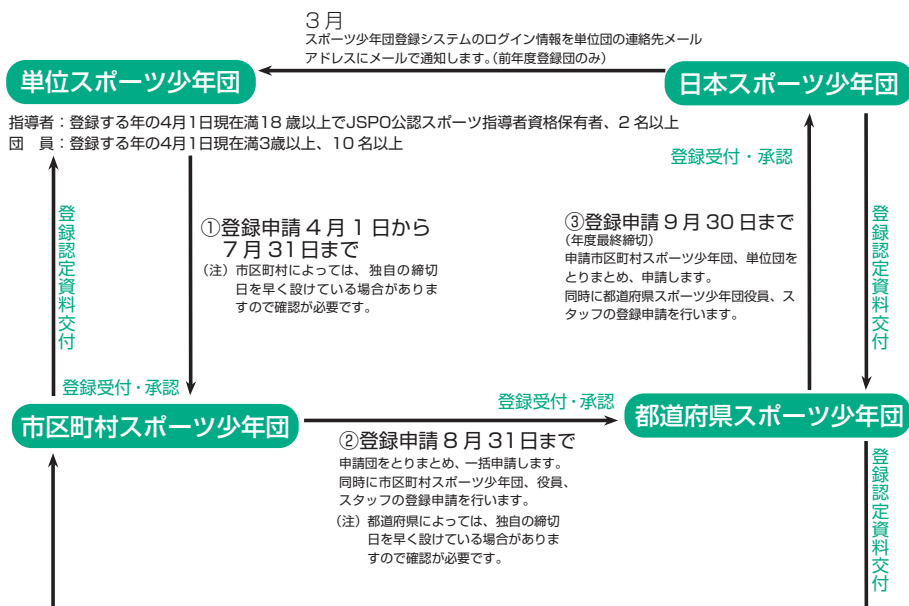 3月
スポーツ少年団登録システムのログイン情報を単位団の連絡先メール
アドレスにメールで通知します。(前年度登録団のみ)
単位スポーツ少年団
日本スポーツ少年団
指導者：登録する年の4月1日現在満18歳以上でJSPO公認スポーツ指導者資格保有者、2名以上
団　員：登録する年の4月1日現在満3歳以上、10名以上
登録受付・承認
登録認定資料交付
①登録申請4月1日から
7月31日まで
（注）市区町村によっては、独自の締切
日を早く設けている場合がありま
すので確認が必要です。
③登録申請9月30日まで
(年度最終締切)
申請市区町村スポーツ少年団、単位団を
とりまとめ、申請します。
同時に都道府県スポーツ少年団役員、ス
タッフの登録申請を行います。
登録認定資料交付
登録受付・承認
市区町村スポーツ少年団
登録受付・承認
都道府県スポーツ少年団
②登録申請8月31日まで
申請団をとりまとめ、一括申請します。
同時に市区町村スポーツ少年団、役員、
スタッフの登録申請を行います。
（注）都道府県によっては、独自の締切
日を早く設けている場合がありま
すので確認が必要です。
登録認定資料交付